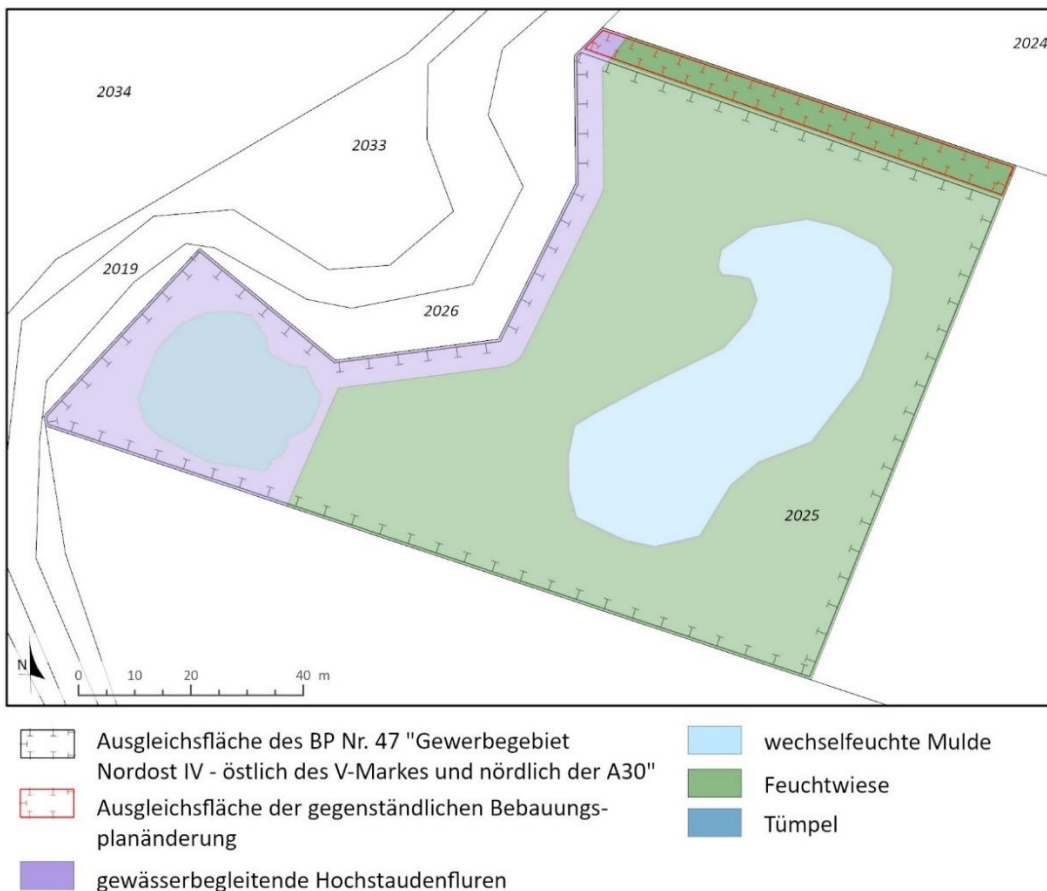 2024
2034
2033
2019
2026
2025
N
0 10 20 40 m
Ausgleichsfläche des BP Nr. 47 "Gewerbegebiet
Nordost IV - östlich des V-Markes und nördlich der A30"
Ausgleichsfläche der gegenständlichen Bebauungs-
planänderung
gewässerbegleitende Hochstaudenfluren
wechselfeuchte Mulde
Feuchtwiese
Tümpel